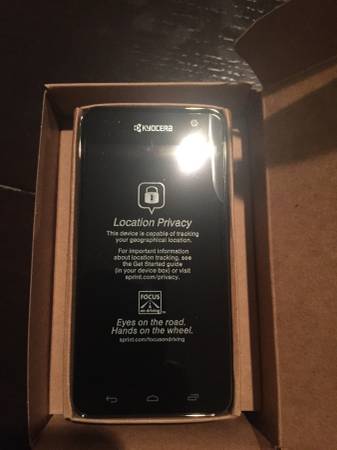 KYOCERA
Location Privacy
This device is capable of tracking
your geographical location.
For important information
about location tracking, see
the Get Started guide
(in your device box) or visit
sprint.com/privacy.
FOCUS
on driving
Eyes on the road.
Hands on the wheel.
sprint.com/focusondriving